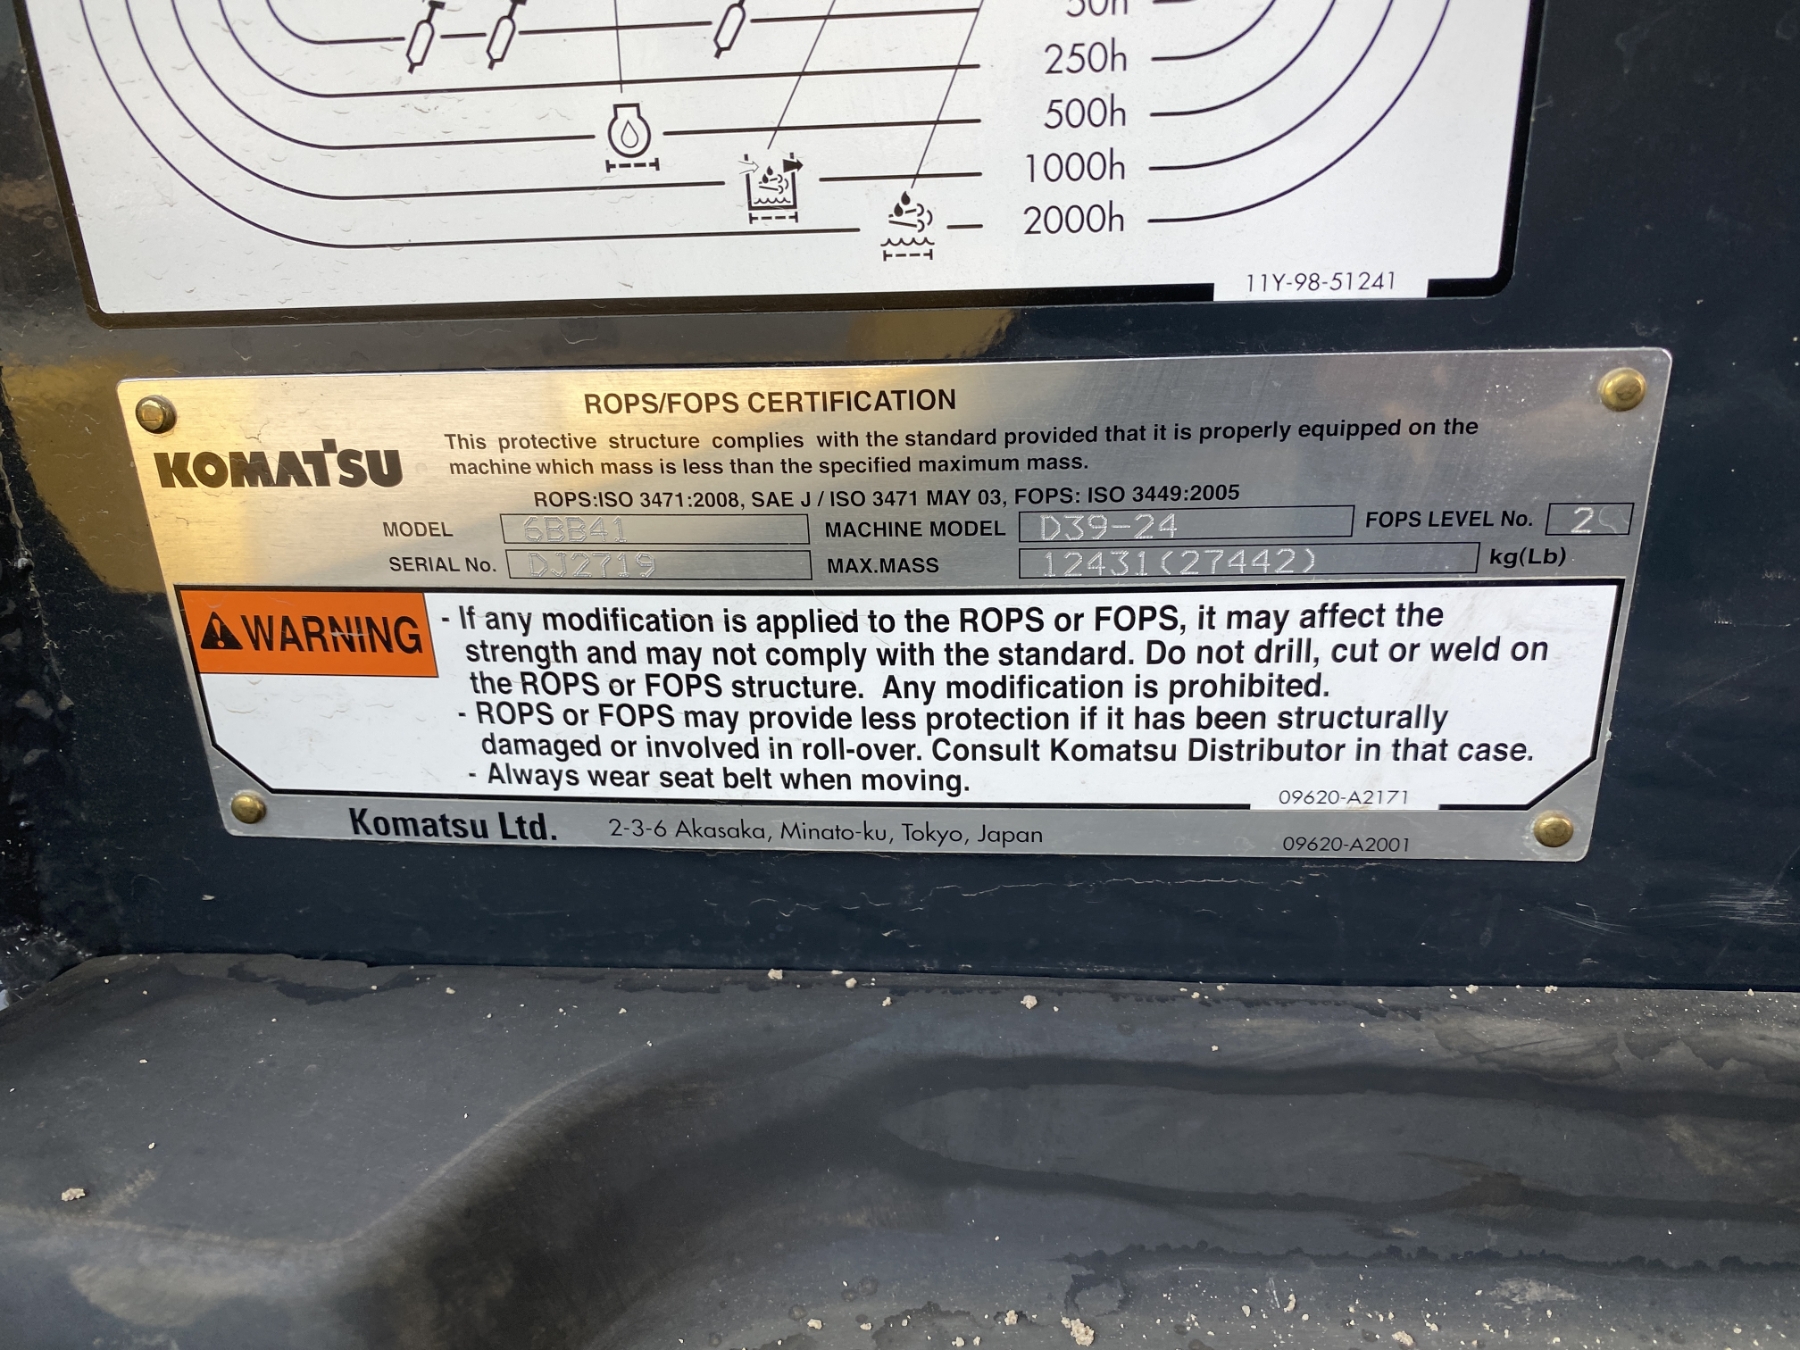 50h
250h
500h
1000h
2000h
11Y-98-51241
ROPS/FOPS CERTIFICATION
KOMATSU
This protective structure complies with the standard provided that it is properly equipped on the
machine which mass is less than the specified maximum mass.
ROPS:ISO 3471:2008, SAE J / ISO 3471 MAY 03, FOPS: ISO 3449:2005
MODEL 6BB41 MACHINE MODEL D39-24 FOPS LEVEL No. 2
SERIAL No. DJ2719 MAX.MASS 12431(27442) kg(Lb)
WARNING
- If any modification is applied to the ROPS or FOPS, it may affect the
strength and may not comply with the standard. Do not drill, cut or weld on
the ROPS or FOPS structure. Any modification is prohibited.
- ROPS or FOPS may provide less protection if it has been structurally
damaged or involved in roll-over. Consult Komatsu Distributor in that case.
- Always wear seat belt when moving.
09620-A2171
Komatsu Ltd. 2-3-6 Akasaka, Minato-ku, Tokyo, Japan
09620-A2001